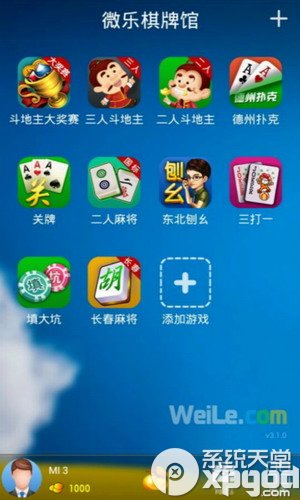 微乐棋牌馆
大奖赛
三人
二人
德州扑克
斗地主大奖赛
三人斗地主
二人斗地主
德州扑克
关
国标
刨幺
关牌
二人麻将
东北刨幺
三打一
填
坑
胡
长春
填大坑
长春麻将
添加游戏
WeiLe.com
v3.1.0
MI 3
1000
系统天堂